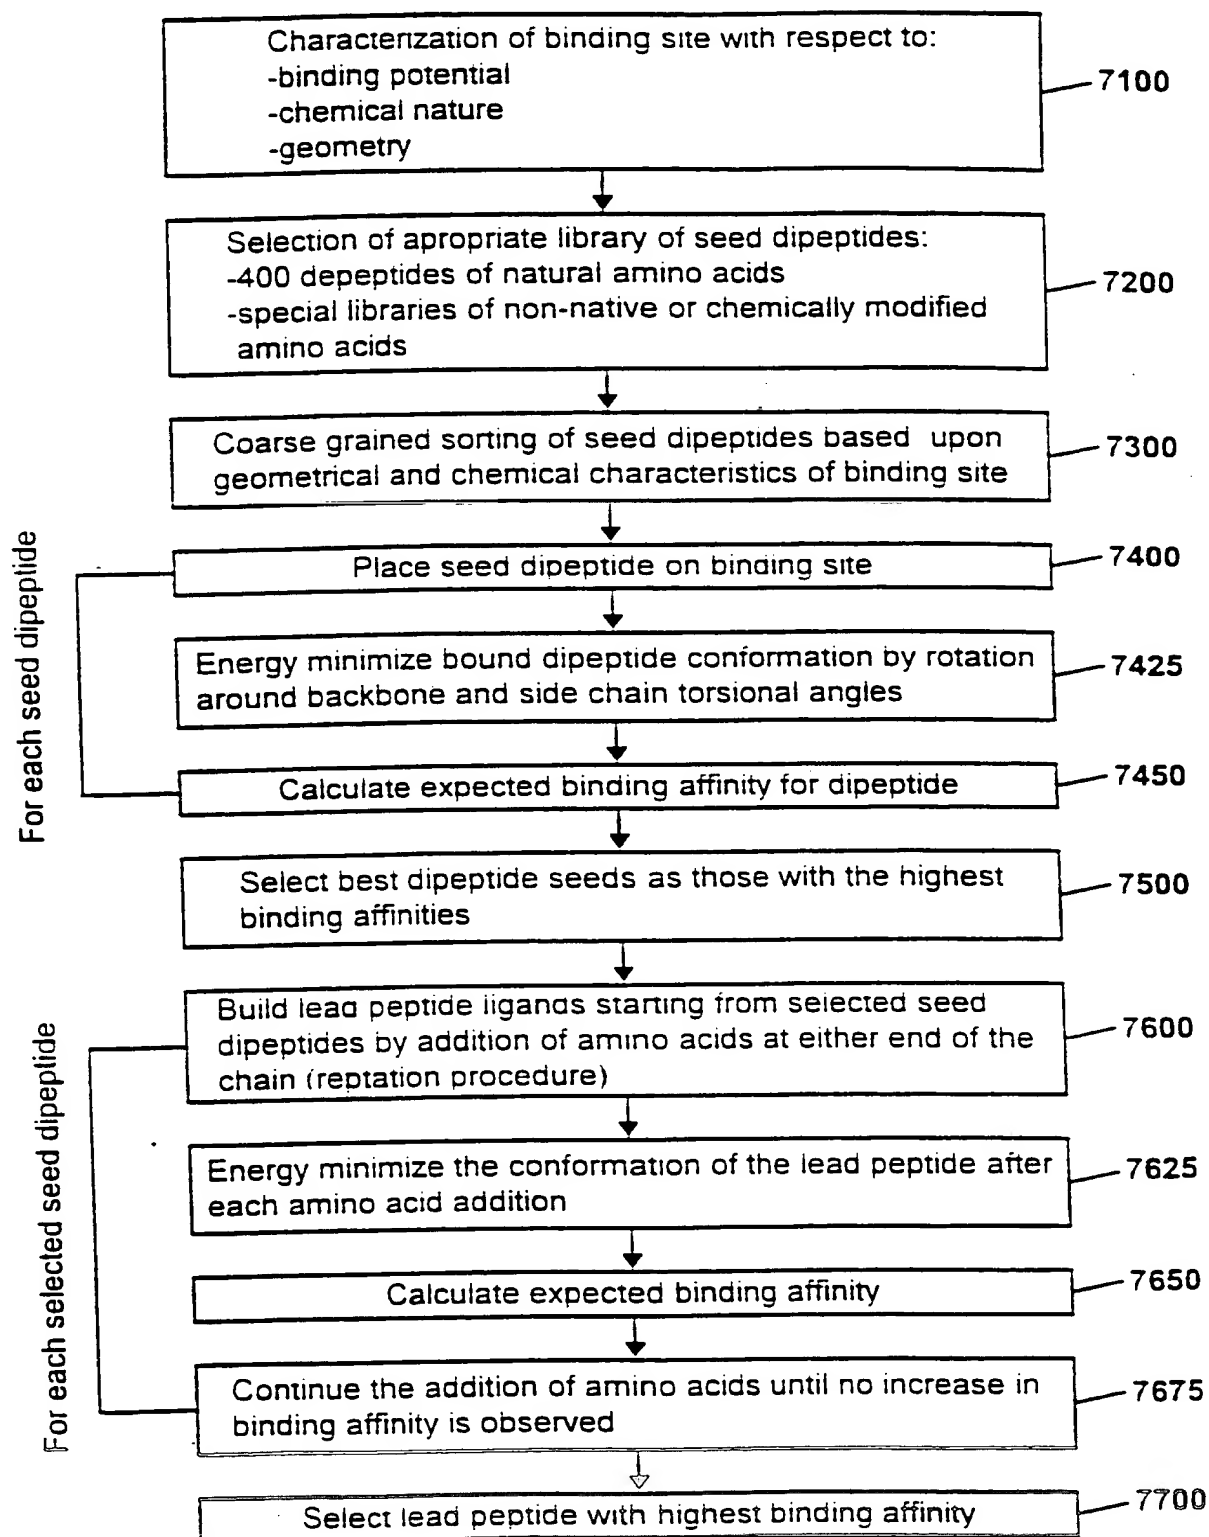 Characterization of binding site with respect to:
-binding potential
-chemical nature
-geometry
7100
Selection of apropriate library of seed dipeptides:
-400 depeptides of natural amino acids
-special libraries of non-native or chemically modified
amino acids
7200
Coarse grained sorting of seed dipeptides based upon
geometrical and chemical characteristics of binding site
7300
For each seed dipeptide
Place seed dipeptide on binding site
7400
Energy minimize bound dipeptide conformation by rotation
around backbone and side chain torsional angles
7425
Calculate expected binding affinity for dipeptide
7450
Select best dipeptide seeds as those with the highest
binding affinities
7500
For each selected seed dipeptide
Build lead peptide ligands starting from selected seed
dipeptides by addition of amino acids at either end of the
chain (reptation procedure)
7600
Energy minimize the conformation of the lead peptide after
each amino acid addition
7625
Calculate expected binding affinity
7650
Continue the addition of amino acids until no increase in
binding affinity is observed
7675
Select lead peptide with highest binding affinity
7700